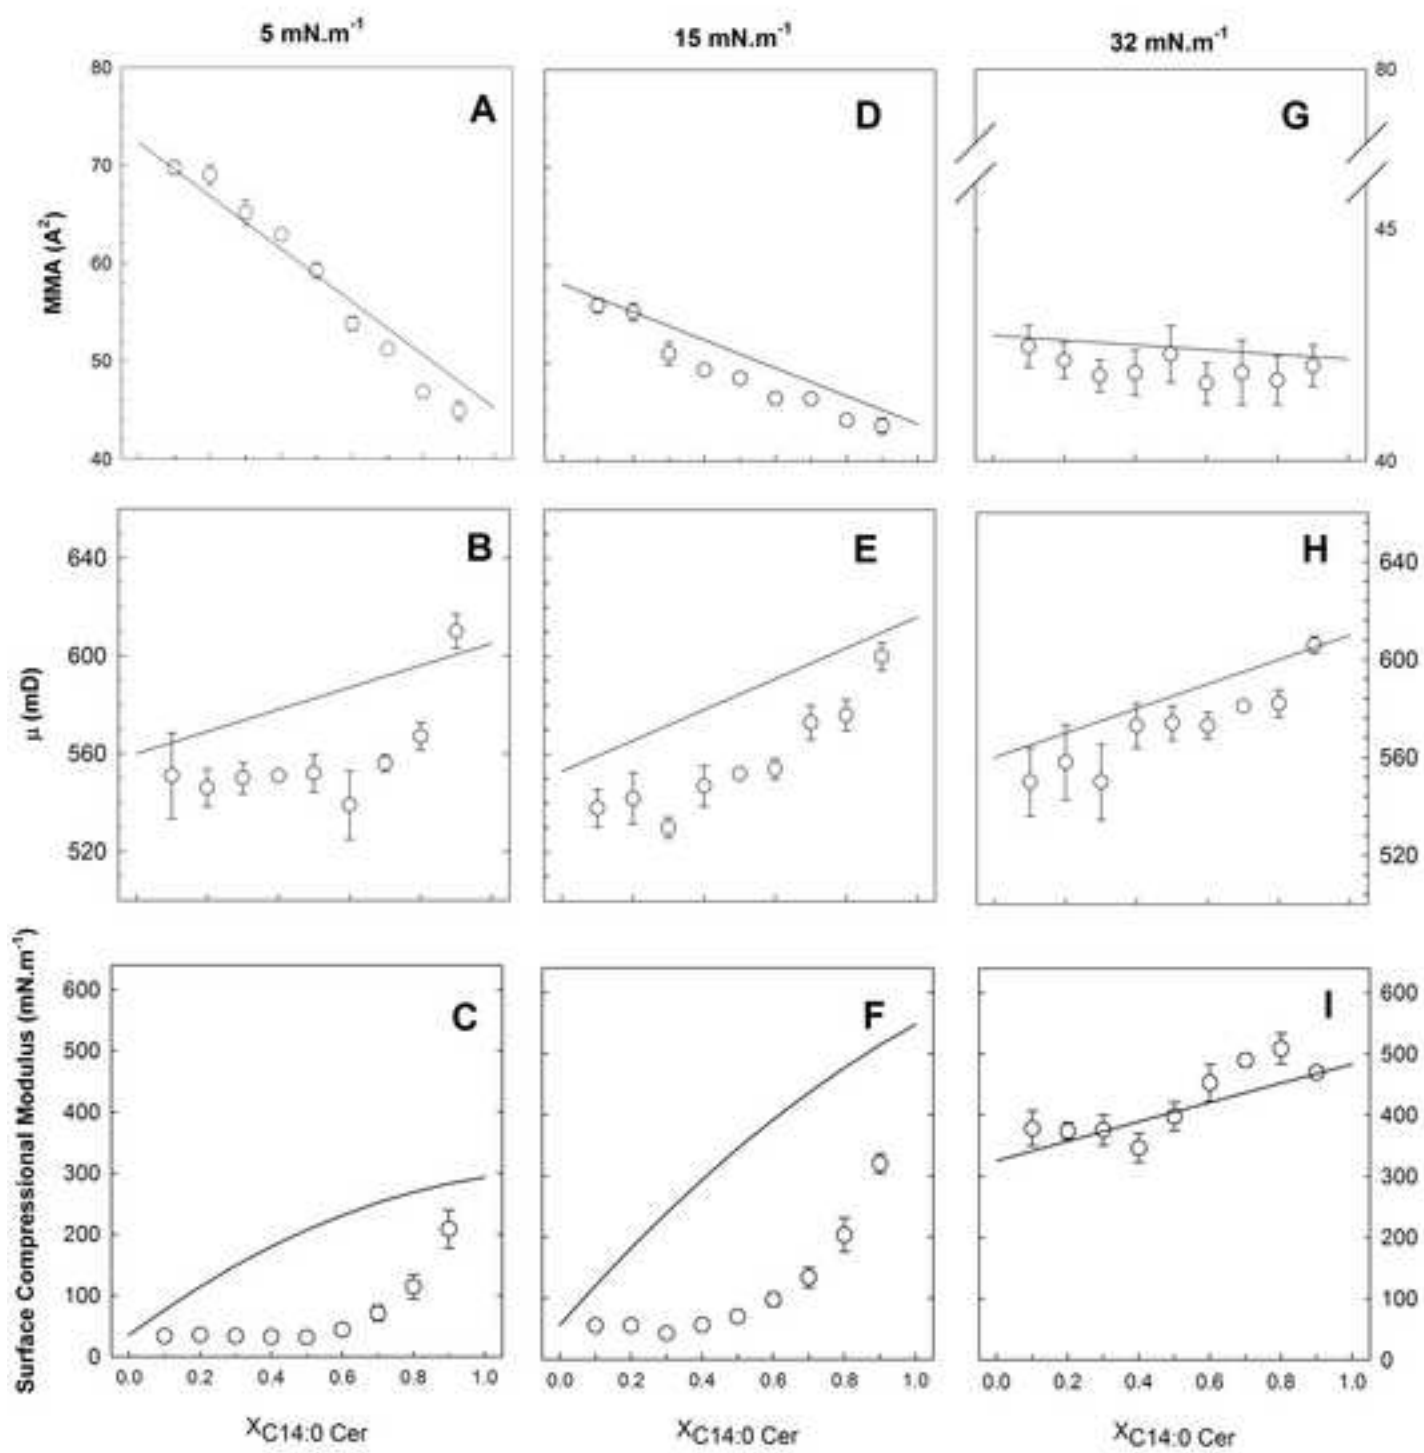 5 mN.m⁻¹ 15 mN.m⁻¹ 32 mN.m⁻¹
80 80
A D G
70
MMA (A²)
60 45
50
40 40
B E H
640 640
600 600
μ (mD)
560 560
520 520
Surface Compressional Modulus (mN.m⁻¹)
C F I
600 600
500 500
400 400
300 300
200 200
100 100
0 0
0.0 0.2 0.4 0.6 0.8 1.0 0.0 0.2 0.4 0.6 0.8 1.0 0.0 0.2 0.4 0.6 0.8 1.0
XC14:0 Cer XC14:0 Cer XC14:0 Cer